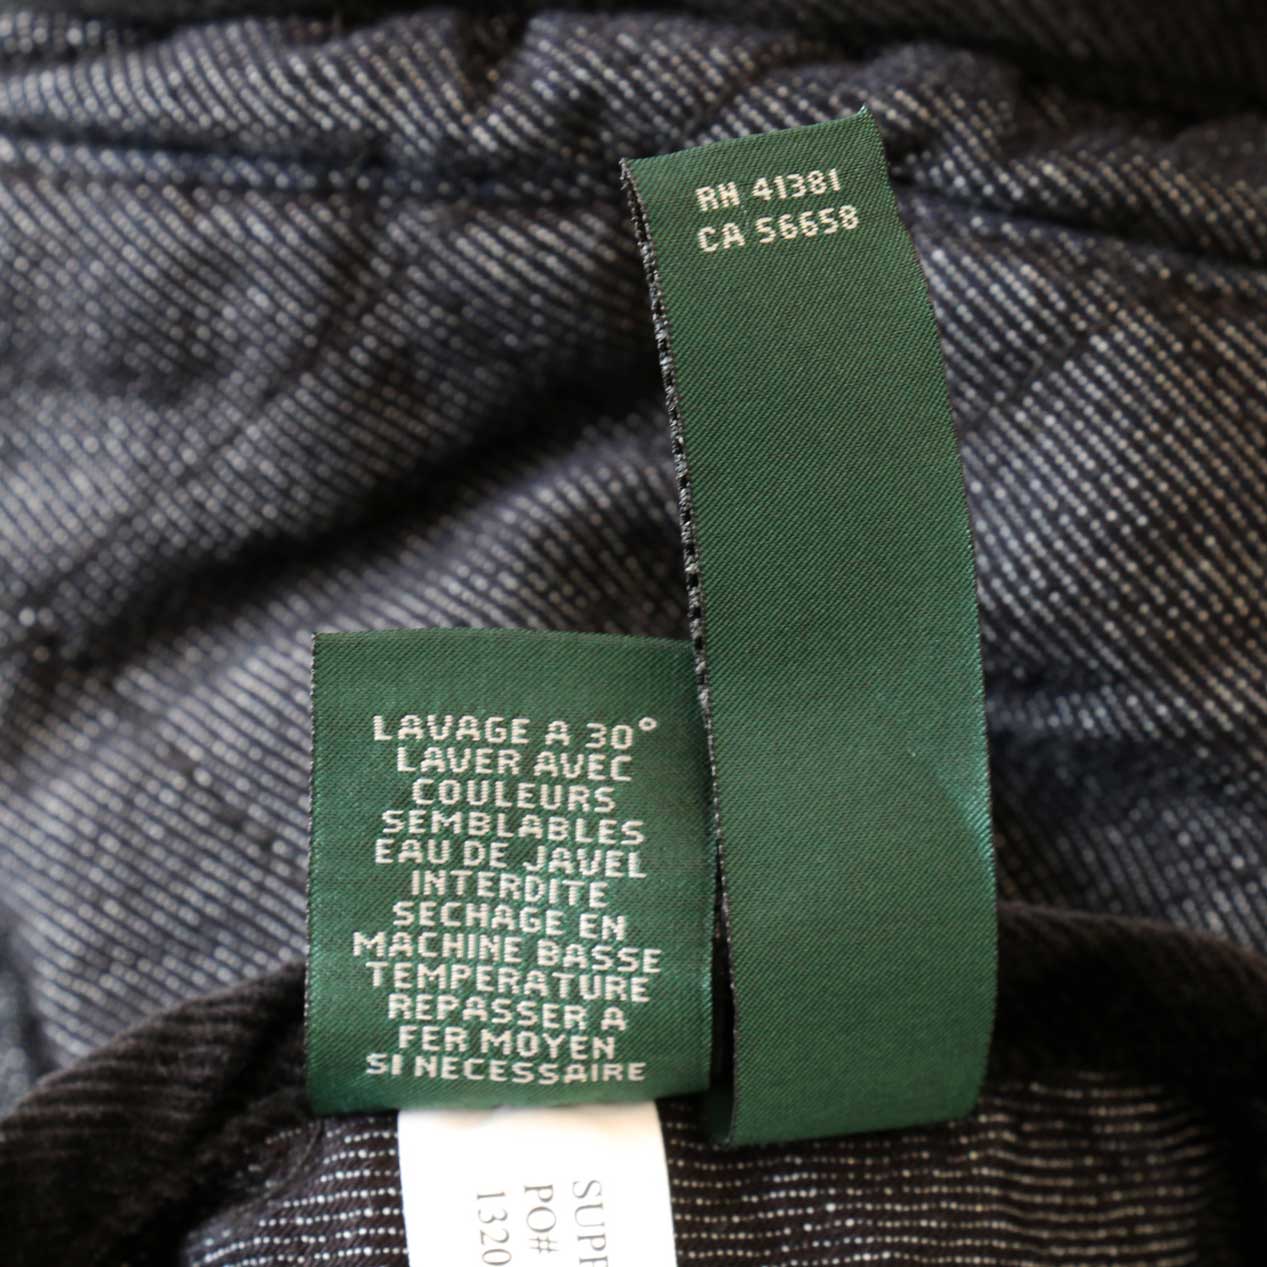 RN 41381
CA 56658
LAVAGE A 30°
LAVER AVEC
COULEURS
SEMBLABLES
EAU DE JAVEL
INTERDITE
SECHAGE EN
MACHINE BASSE
TEMPERATURE
REPASSER A
FER MOYEN
SI NECESSAIRE
PO#
1320